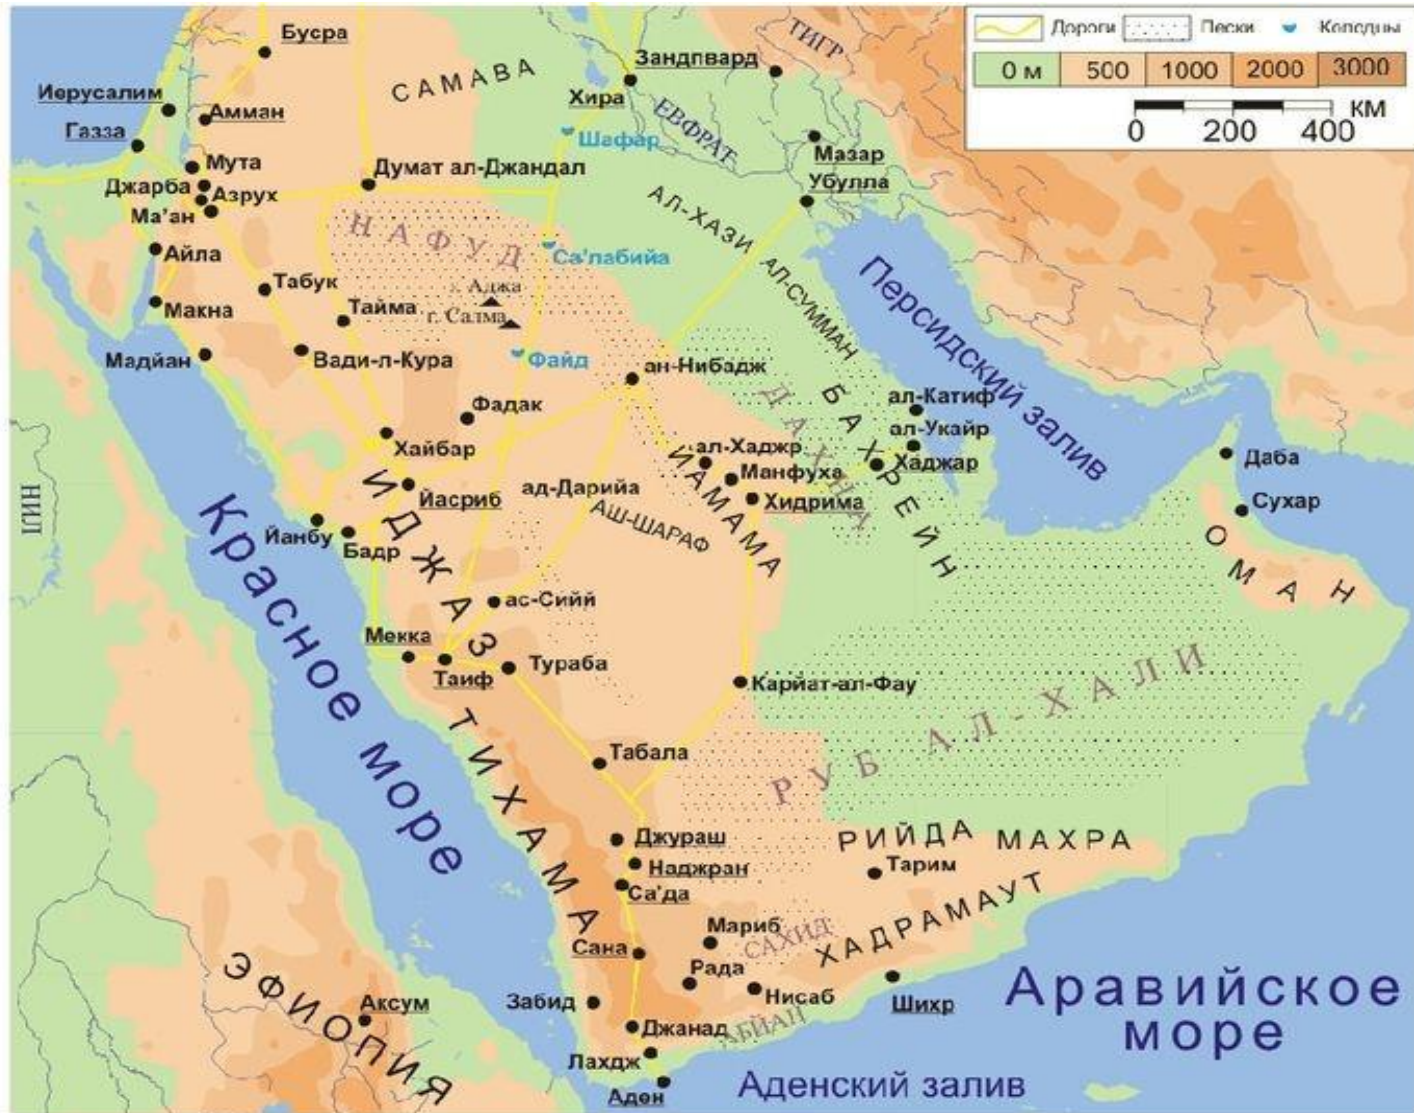 Дороги
Пески
Колодцы
0 м
500
1000
2000
3000
КМ
0
200
400
Бусра
Зандпвард
ТИГР
САМАВА
Иерусалим
Амман
Хира
ЕВФРАТ
Газза
Шафар
Мазар
Мута
Думат ал-Джандал
Убулла
Джарба
Азрух
Ма'ан
АЛ-ХАЗИ
НАФУД
Айла
Са'лабийа
АЛ-СУММАН
Персидский залив
Табук
г. Аджа
Макна
Тайма
г. Салма
Мадйан
Вади-л-Кура
Файд
ан-Нибадж
ДАХНА
БАХРЕЙН
ал-Катиф
Фадак
ал-Укайр
Хайбар
ал-Хаджр
Хаджар
Даба
Манфуха
НИЛ
ХИДЖАЗ
Йасриб
ад-Дарийа
ЙАМАМА
Хидрима
Сухар
Красное море
Йанбу
Бадр
АШ-ШАРАФ
ОМАН
ас-Сийй
Мекка
Таиф
Тураба
Карйат-ал-Фау
РУБ АЛ-ХАЛИ
ТИХАМА
Табала
Джураш
РИЙДА
МАХРА
Наджран
Тарим
Са'да
ХАДРАМАУТ
Мариб
САХИД
Сана
Рада
Нисаб
Шихр
Аравийское
море
ЭФИОПИЯ
Аксум
Забид
Джанад
АБЙАН
Лахдж
Аден
Аденский залив